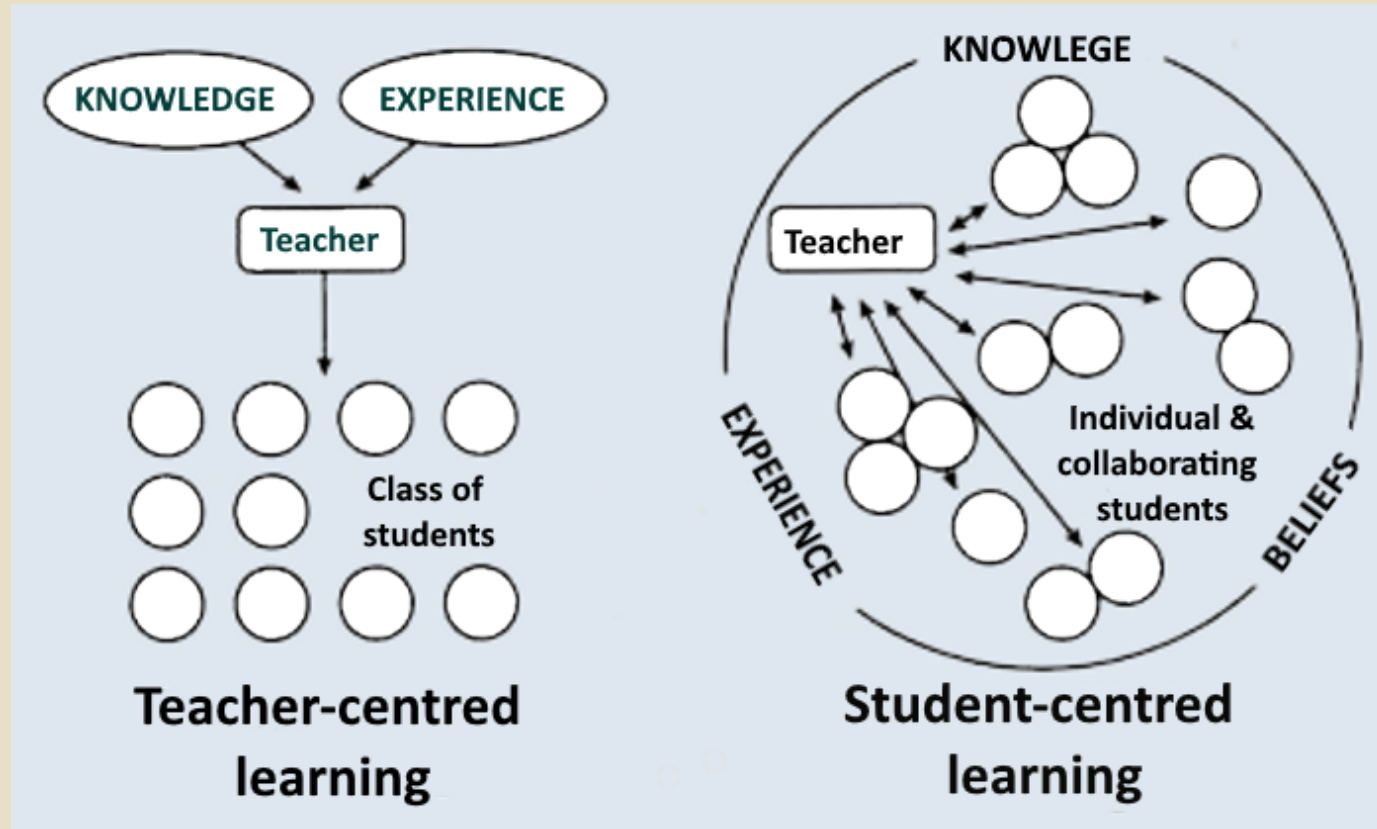 KNOWLEDGE
EXPERIENCE
Teacher
Class of
students
Teacher-centred
learning
KNOWLEGE
Teacher
Individual &
collaborating
students
EXPERIENCE
BELIEFS
Student-centred
learning